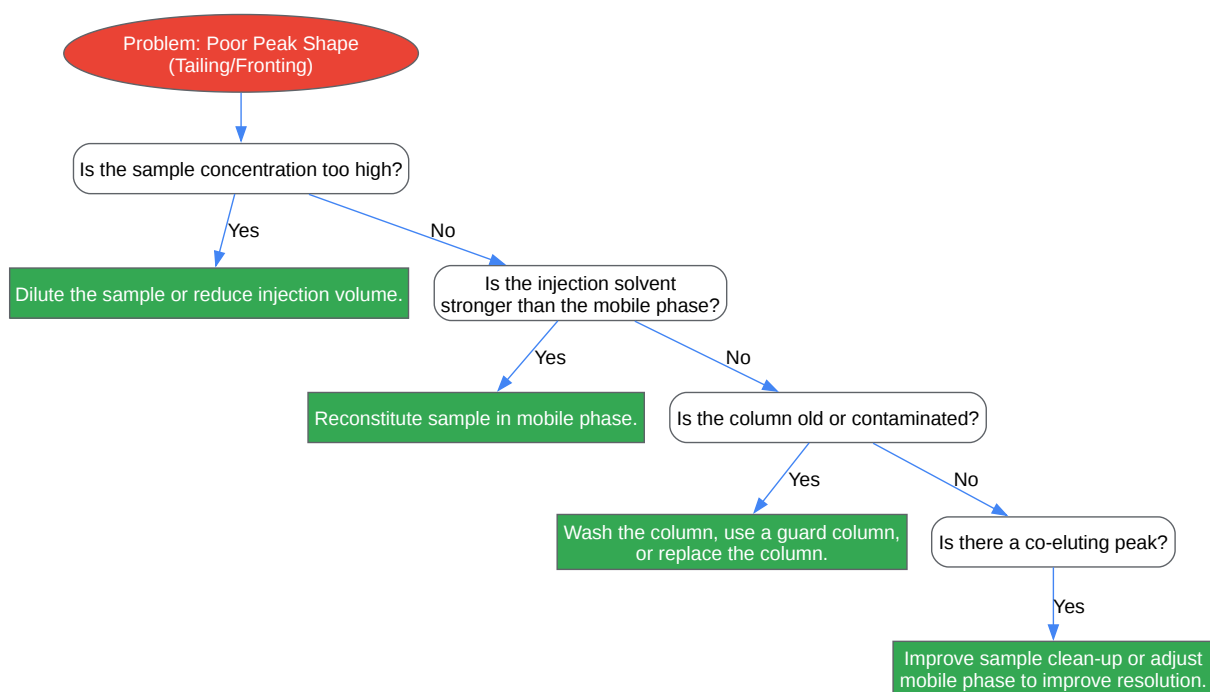 Problem: Poor Peak Shape
(Tailing/Fronting)
Is the sample concentration too high?
Yes
No
Dilute the sample or reduce injection volume.
Is the injection solvent
stronger than the mobile phase?
Yes
No
Reconstitute sample in mobile phase.
Is the column old or contaminated?
Yes
No
Wash the column, use a guard column,
or replace the column.
Is there a co-eluting peak?
Yes
Improve sample clean-up or adjust
mobile phase to improve resolution.